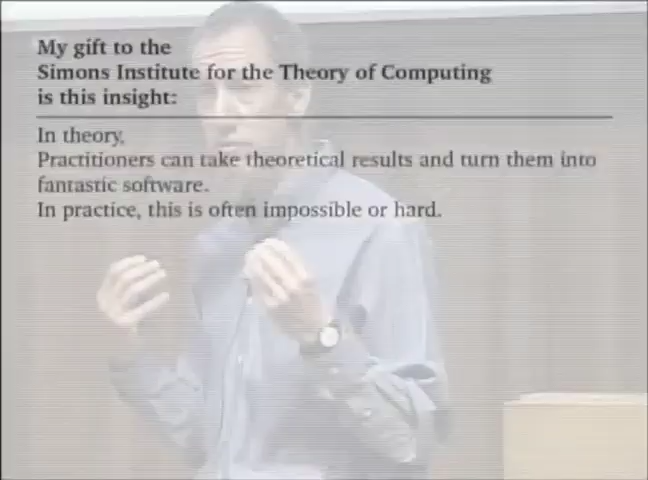 My gift to the
Simons Institute for the Theory of Computing
is this insight:
In theory,
Practitioners can take theoretical results and turn them into
fantastic software.
In practice, this is often impossible or hard.